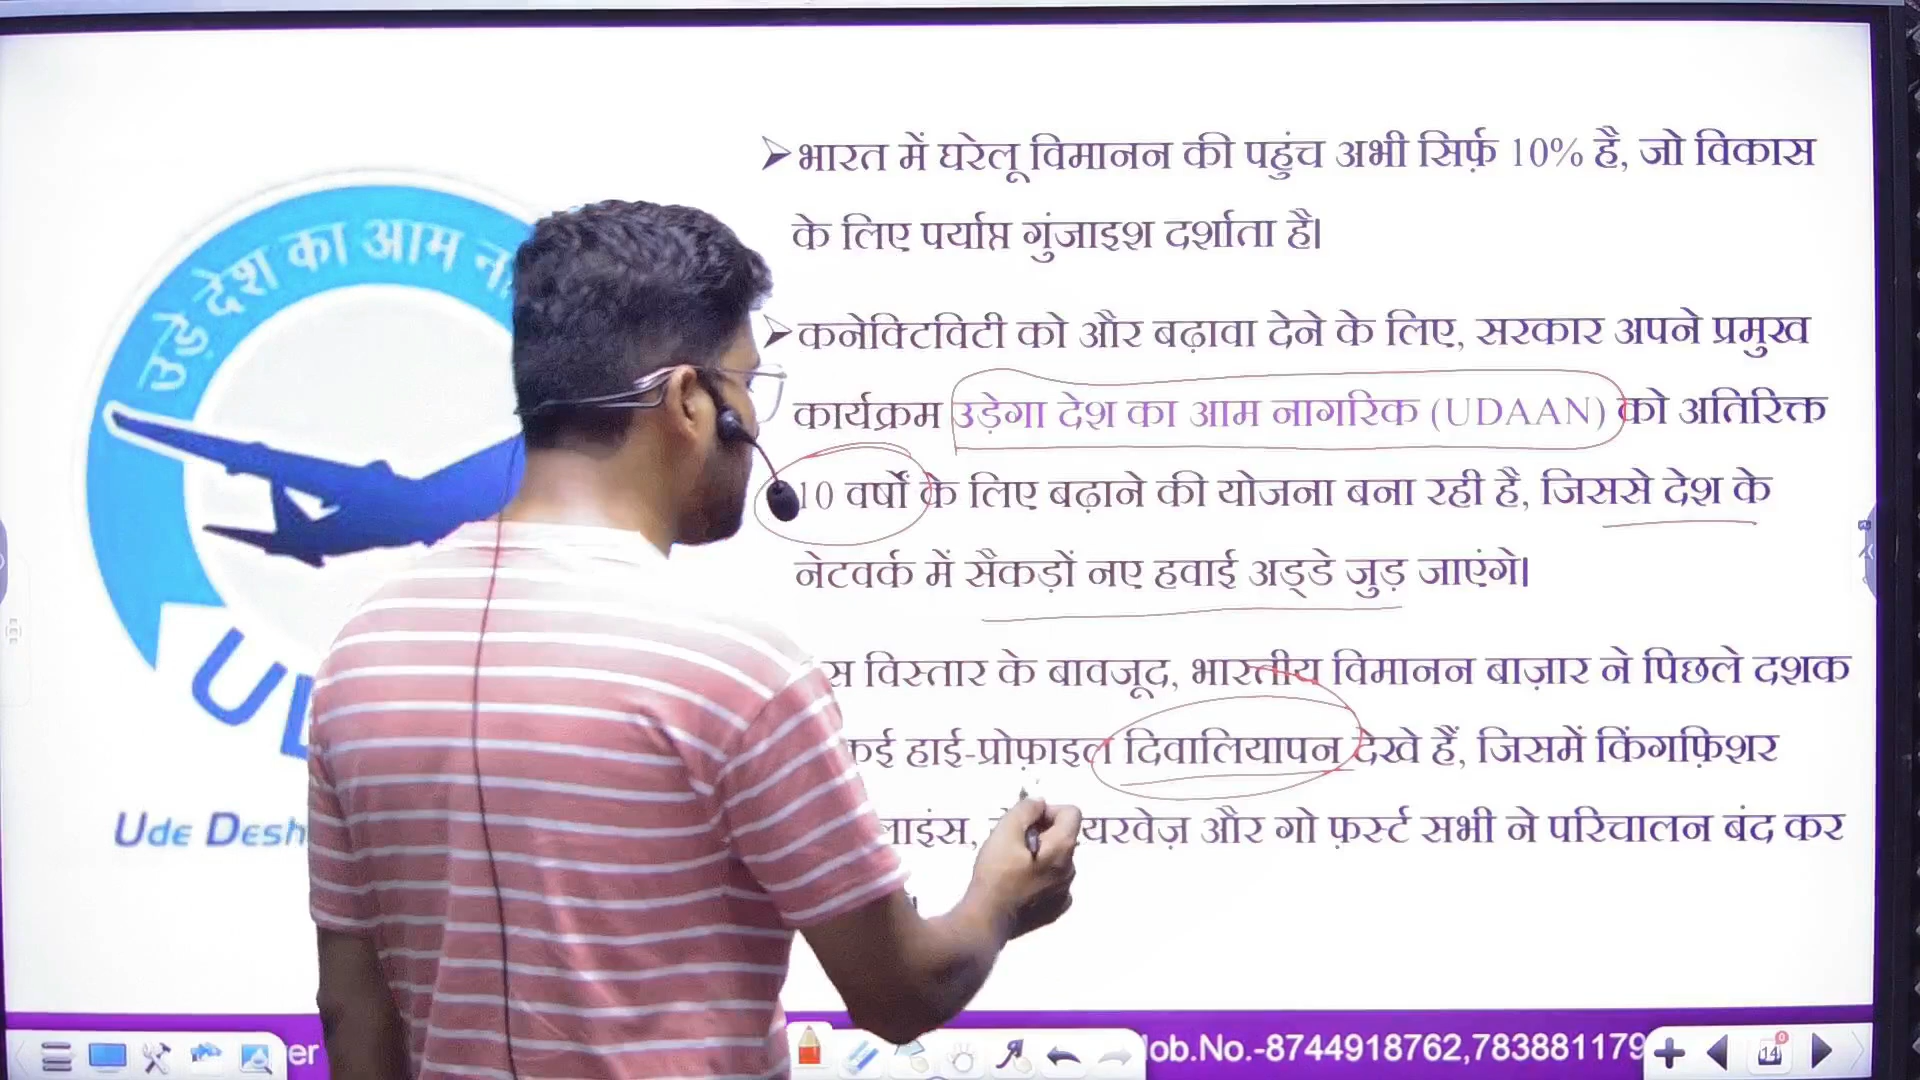 उड़े देश का आम
भारत में घरेलू विमानन की पहुंच अभी सिर्फ़ 10% है, जो विकास
के लिए पर्याप्त गुंजाइश दर्शाता है।
कनेक्टिविटी को और बढ़ावा देने के लिए, सरकार अपने प्रमुख
कार्यक्रम उड़ेगा देश का आम नागरिक (UDAAN) को अतिरिक्त
10 वर्षों के लिए बढ़ाने की योजना बना रही है, जिससे देश के
नेटवर्क में सैकड़ों नए हवाई अड्डे जुड़ जाएंगे।
विस्तार के बावजूद, भारतीय विमानन बाज़ार ने पिछले दशक
कई हाई-प्रोफ़ाइल दिवालियापन देखे हैं, जिसमें किंगफ़िशर
लाइंस, यरवेज़ और गो फ़र्स्ट सभी ने परिचालन बंद कर
Ude Desh
er
ob.No.-8744918762,783881179
14